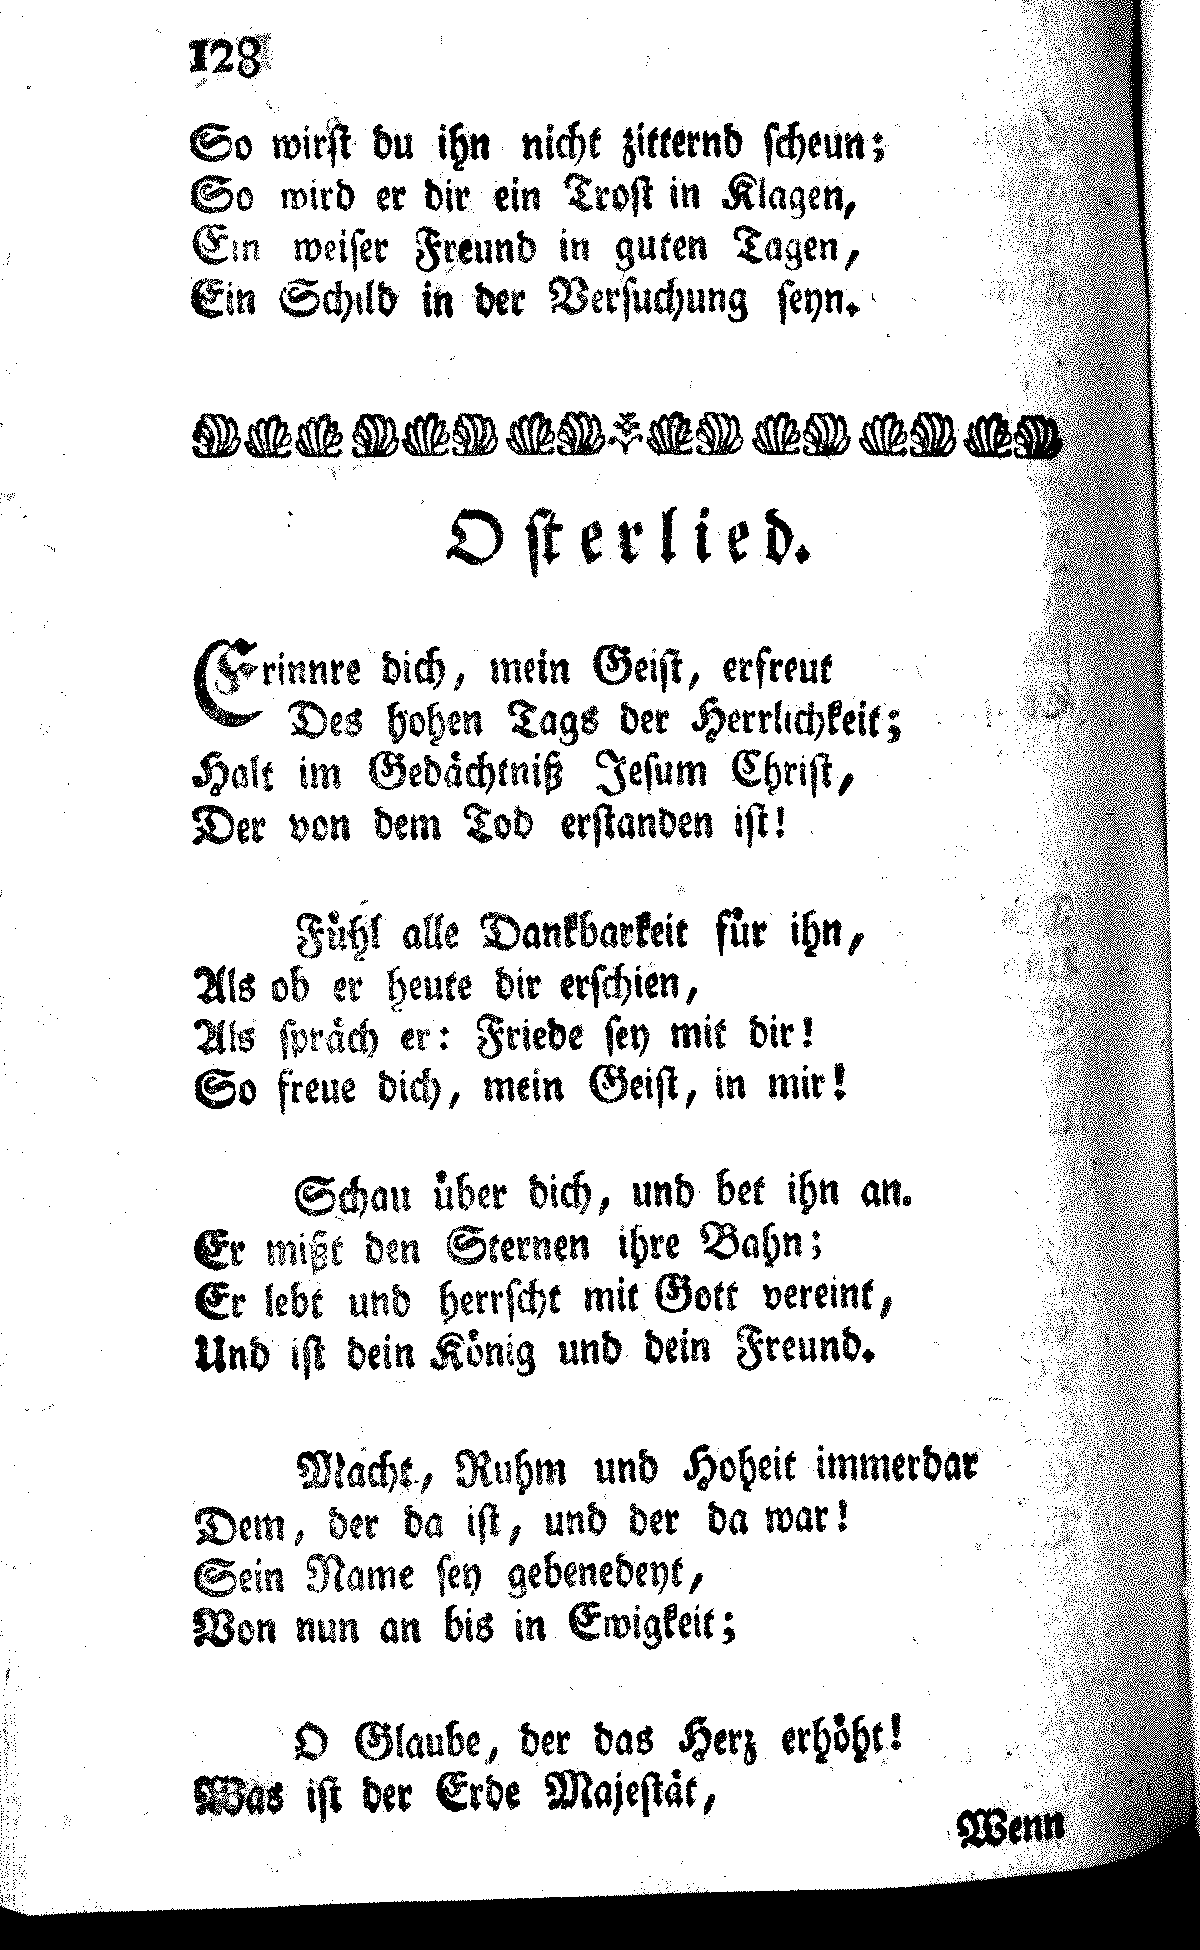 128
So wirſt du ihn nicht zitternd ſcheun;
So wird er dir ein Troſt in Klagen,
Ein weiſer Freund in guten Tagen,
Ein Schild in der Verſuchung ſeyn.
Oſterlied.
Erinnre dich, mein Geiſt, erfreut
Des hohen Tags der Herrlichkeit;
Halt im Gedåchtniß Jeſum Chriſt,
Der von dem Tod erſtanden iſt!
Fůhl alle Dankbarkeit fůr ihn,
Als ob er heute dir erſchien,
Als ſpråch er: Friede ſey mit dir!
So freue dich, mein Geiſt, in mir!
Schau ůber dich, und bet ihn an.
Er mißt den Sternen ihre Bahn;
Er lebt und herrſcht mit Gott vereint,
Und iſt dein König und dein Freund.
Macht, Ruhm und Hoheit immerdar
Dem, der da iſt, und der da war!
Sein Name ſey gebenedeyt,
Von nun an bis in Ewigkeit;
O Glaube, der das Herz erhöht!
Was iſt der Erde Majeſtåt,
Wenn